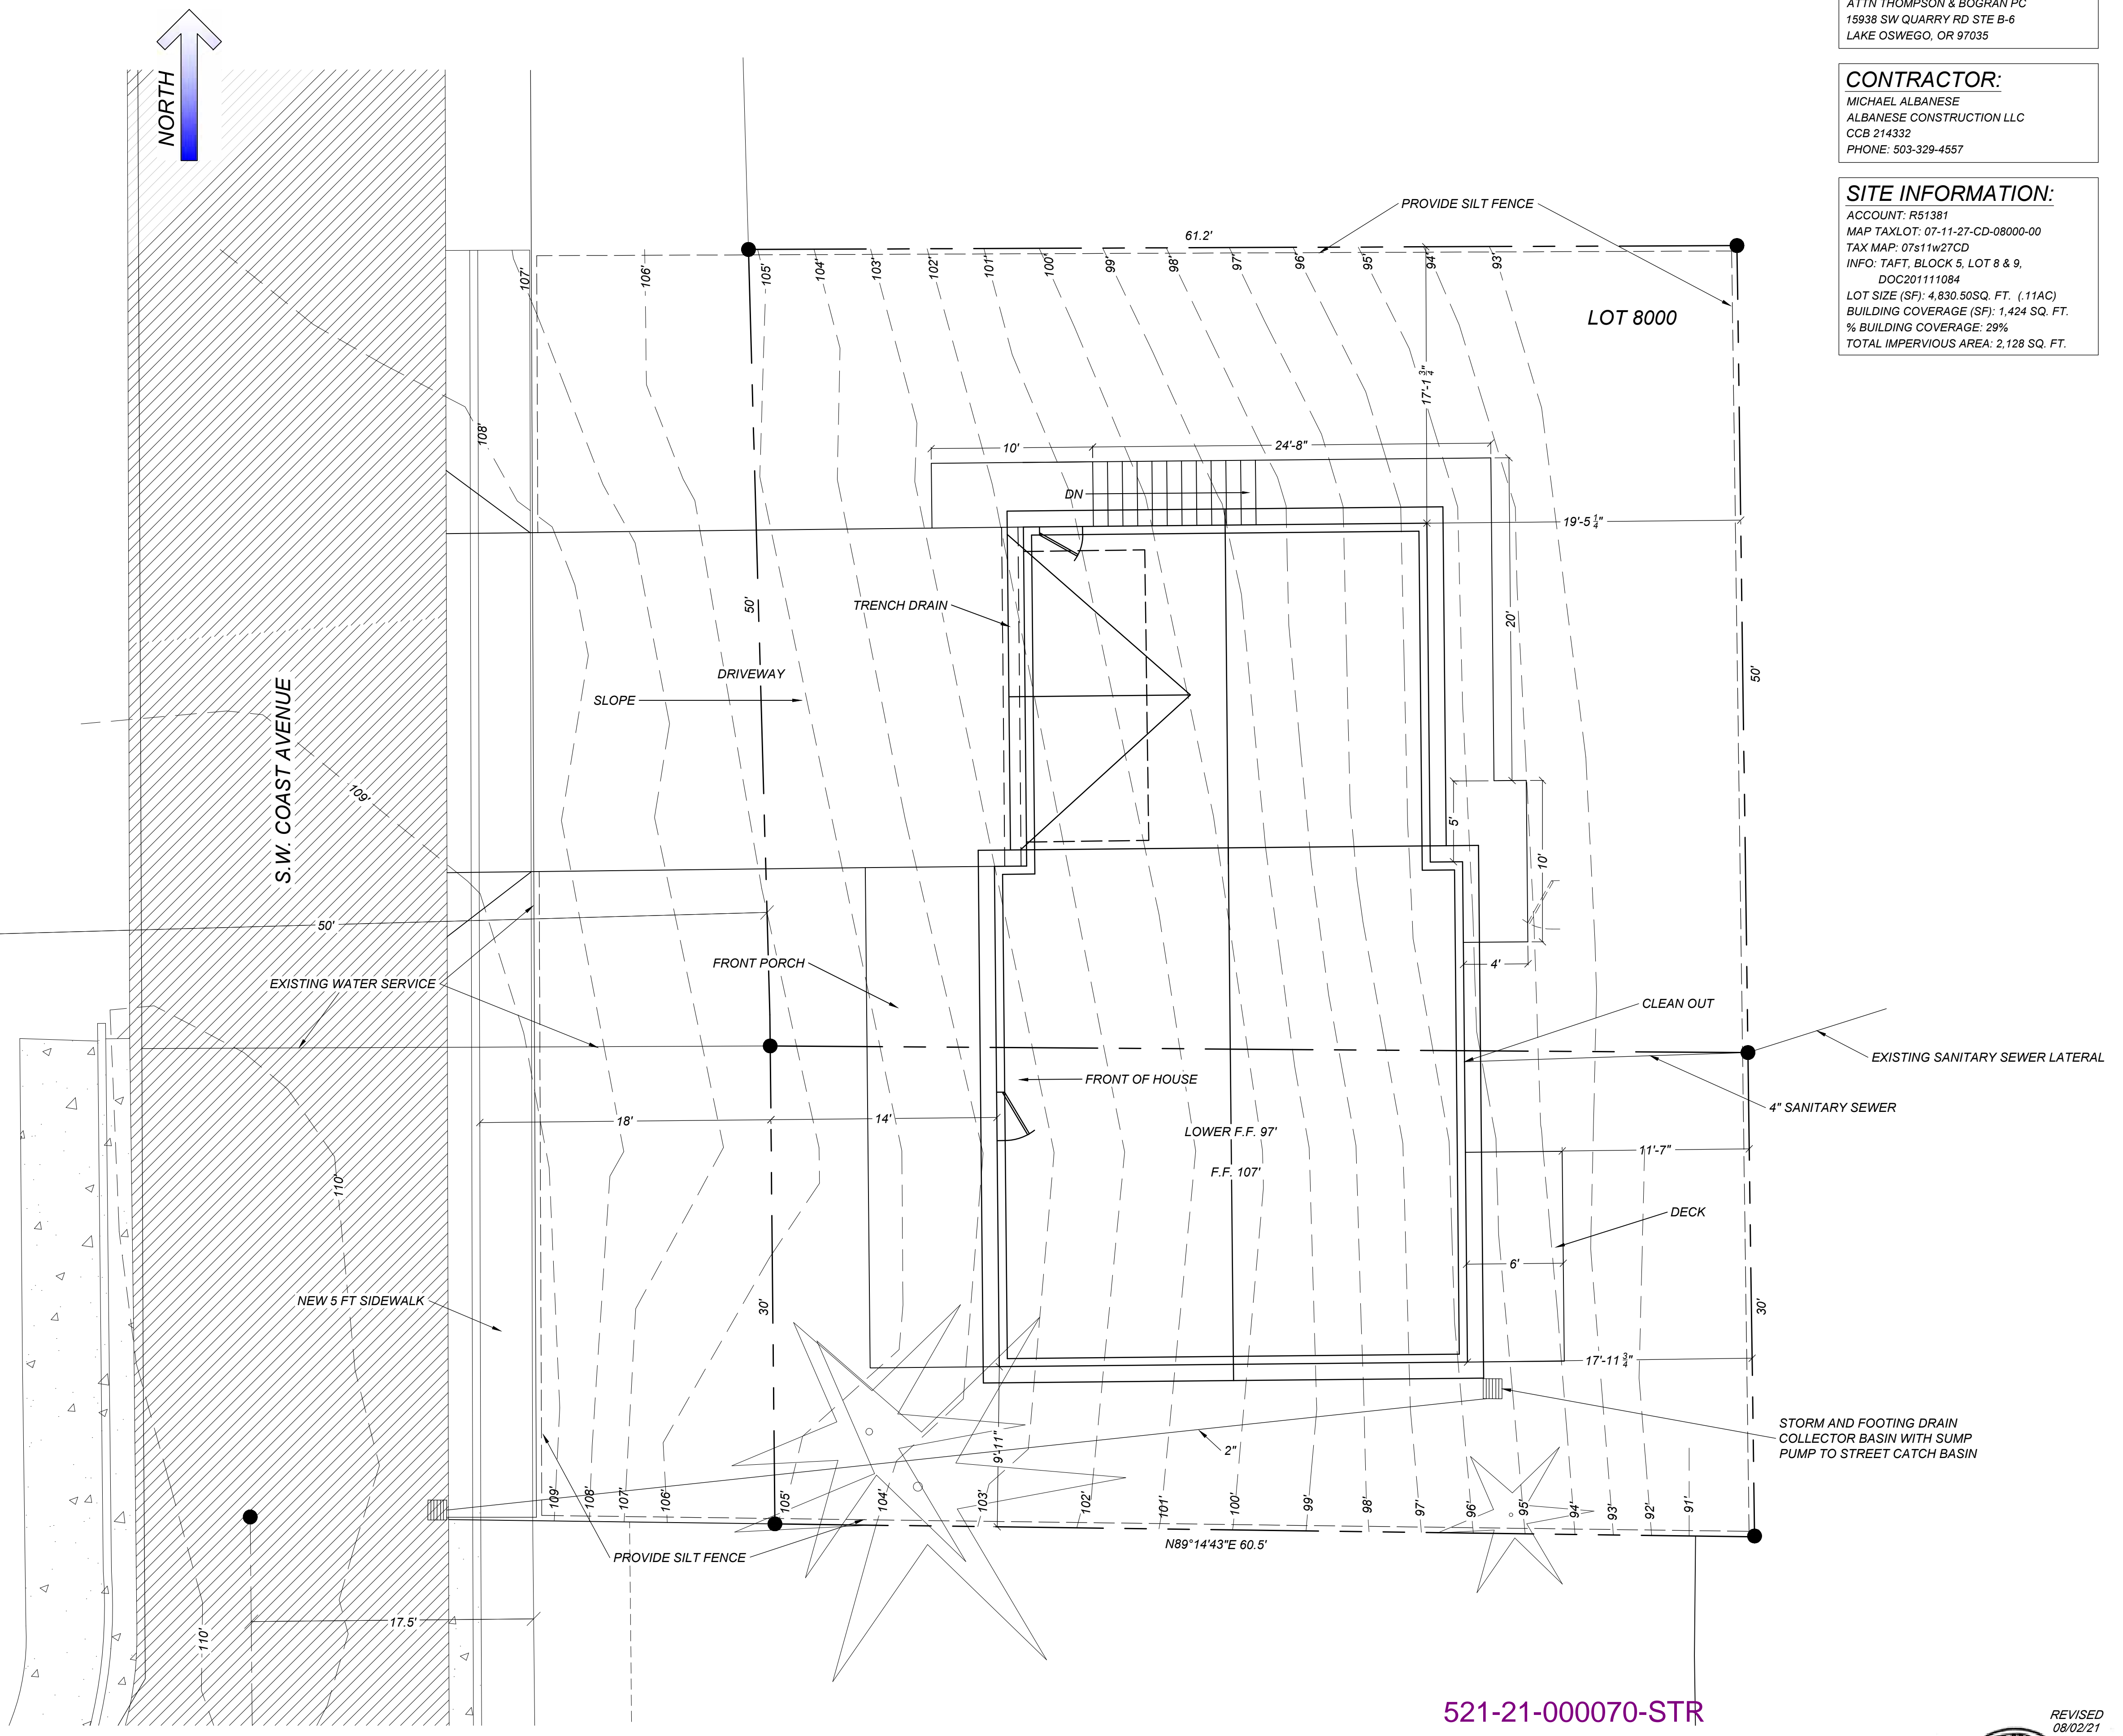 ATTN THOMPSON & BOGRAN PC
15938 SW QUARRY RD STE B-6
LAKE OSWEGO, OR 97035
CONTRACTOR:
MICHAEL ALBANESE
ALBANESE CONSTRUCTION LLC
CCB 214332
PHONE: 503-329-4557
SITE INFORMATION:
ACCOUNT: R51381
MAP TAXLOT: 07-11-27-CD-08000-00
TAX MAP: 07s11w27CD
INFO: TAFT, BLOCK 5, LOT 8 & 9,
DOC201111084
LOT SIZE (SF): 4,830.50SQ. FT. (.11AC)
BUILDING COVERAGE (SF): 1,424 SQ. FT.
% BUILDING COVERAGE: 29%
TOTAL IMPERVIOUS AREA: 2,128 SQ. FT.
NORTH
PROVIDE SILT FENCE
61.2'
107'
106'
105'
104'
103'
102'
101'
100'
99'
98'
97'
96'
95'
94'
93'
LOT 8000
17'-1 3/4"
108'
10'
24'-8"
DN
19'-5 1/4"
50'
TRENCH DRAIN
20'
DRIVEWAY
SLOPE
50'
S.W. COAST AVENUE
109'
5'
10'
50'
FRONT PORCH
4'
EXISTING WATER SERVICE
CLEAN OUT
EXISTING SANITARY SEWER LATERAL
FRONT OF HOUSE
4" SANITARY SEWER
18'
14'
LOWER F.F. 97'
11'-7"
F.F. 107'
110'
DECK
6'
NEW 5 FT SIDEWALK
30'
30'
17'-11 3/4"
STORM AND FOOTING DRAIN
COLLECTOR BASIN WITH SUMP
PUMP TO STREET CATCH BASIN
9'-11"
2"
109'
108'
107'
106'
105'
104'
103'
102'
101'
100'
99'
98'
97'
96'
95'
94'
93'
92'
91'
PROVIDE SILT FENCE
N89°14'43"E 60.5'
17.5'
110'
521-21-000070-STR
REVISED
08/02/21